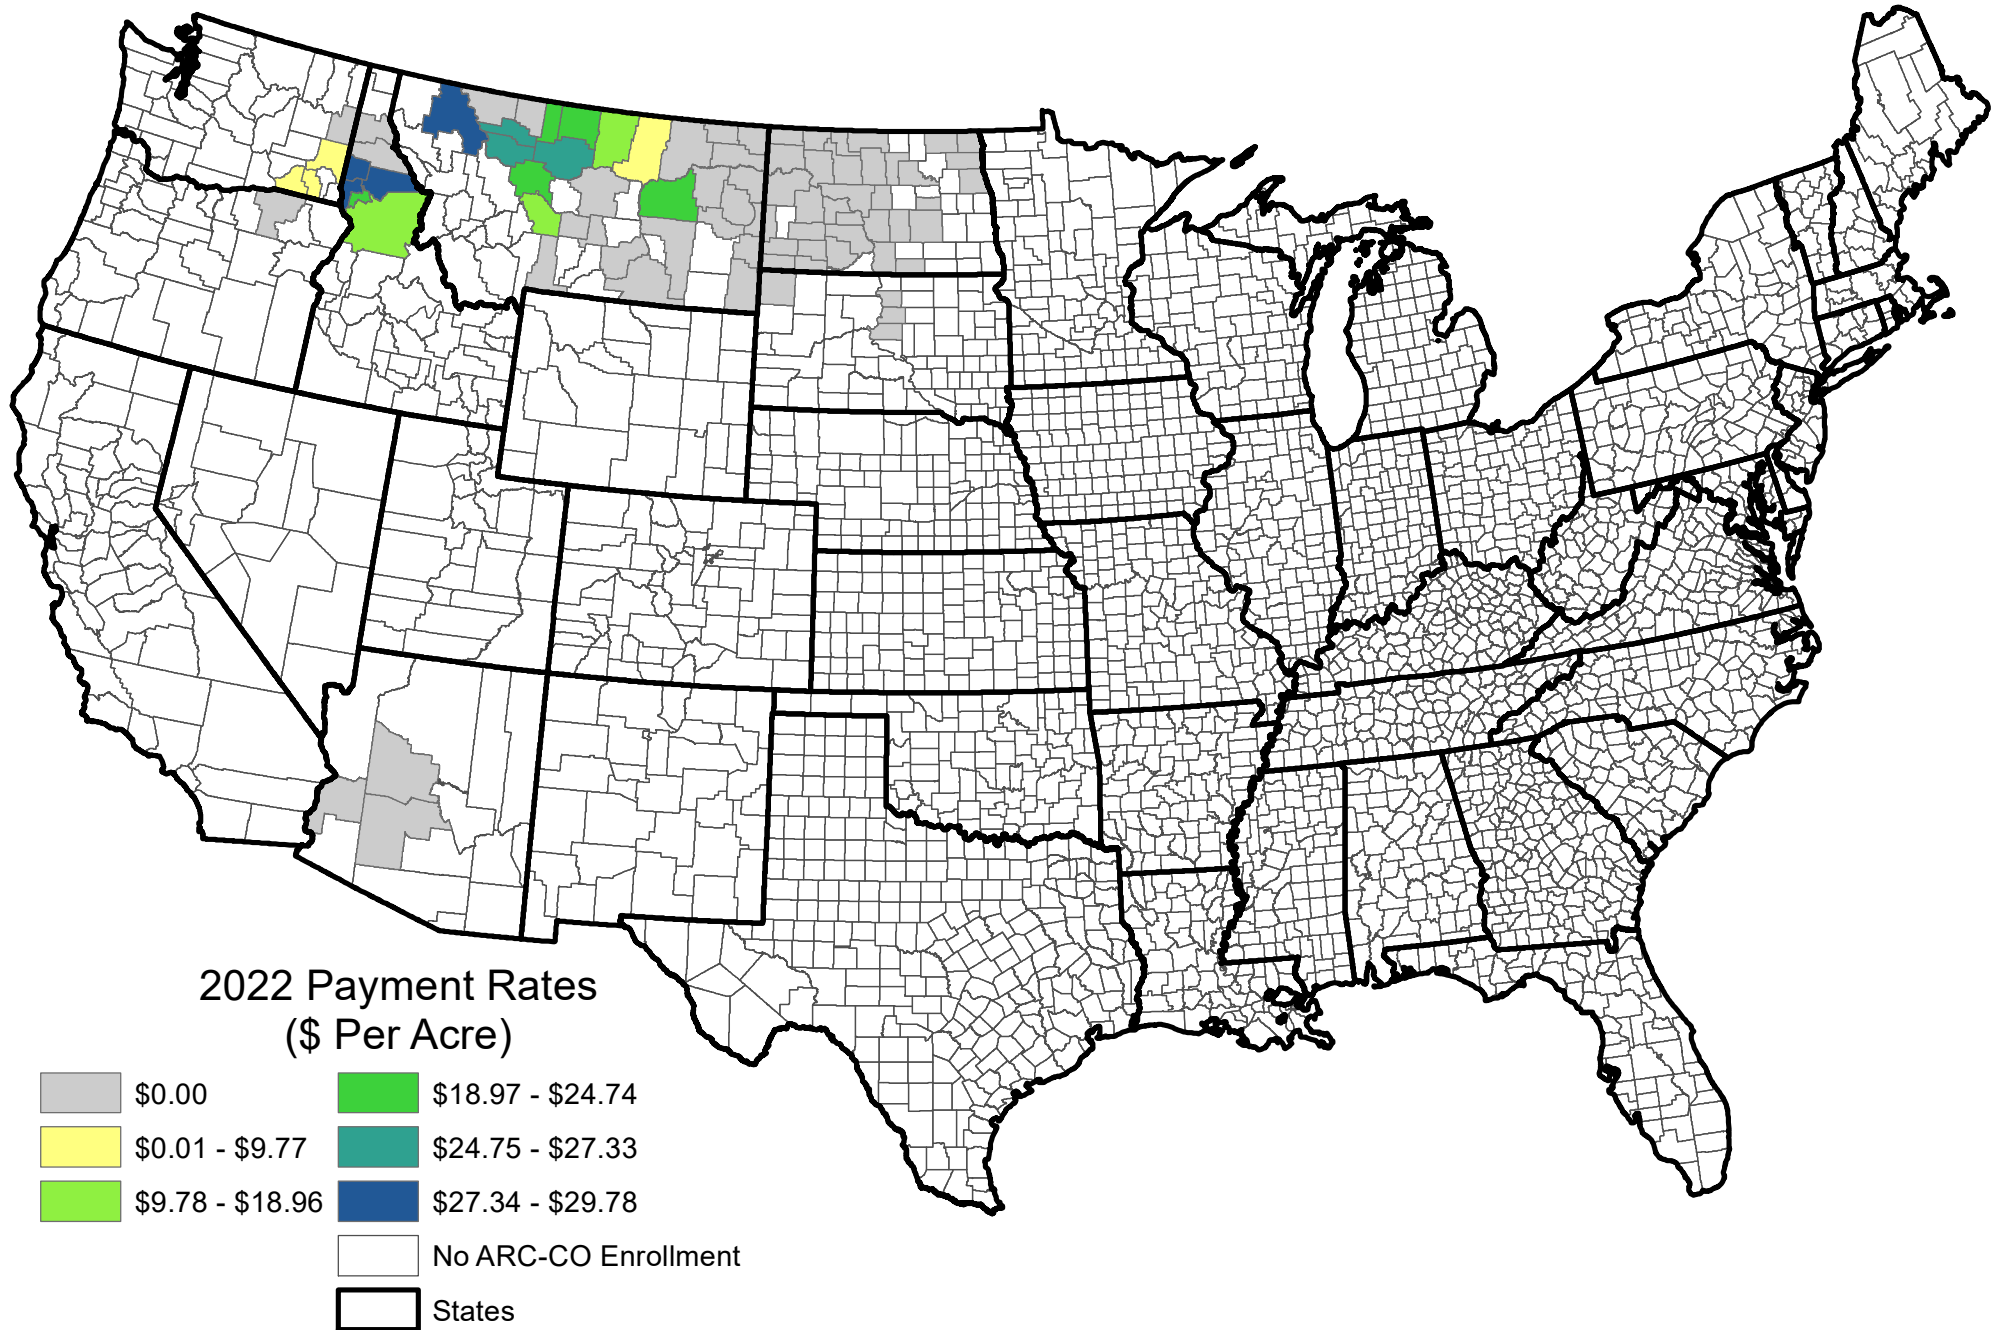 2022 Payment Rates
($ Per Acre)
$0.00
$0.01 - $9.77
$9.78 - $18.96
$18.97 - $24.74
$24.75 - $27.33
$27.34 - $29.78
No ARC-CO Enrollment
States